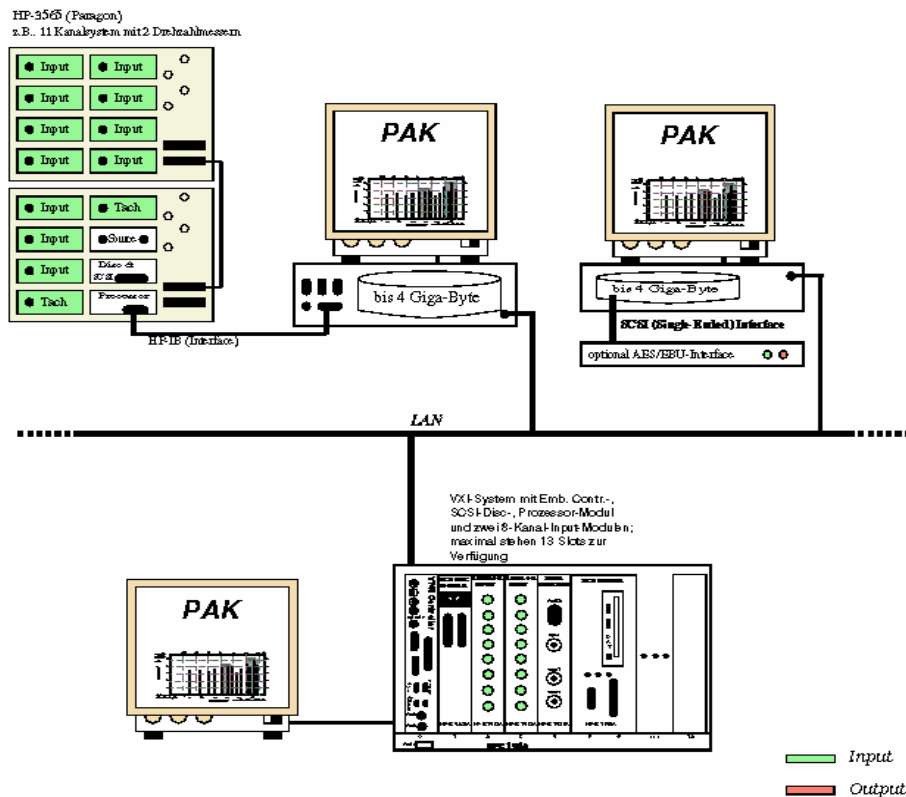 HP-3565 (Paragon)
z.B.. 11 Kanalsystem mit 2 Drehzahlmessern
Input Input
Input Input
Input Input
Input Input
Input Tach
Input
Input Disc & SCSI
Tach Processor
HP-IB (Interface)
PAK
bis 4 Giga-Byte
PAK
bis 4 Giga-Byte
SCSI (Single-Ended) Interface
optional AES/EBU-Interface
LAN
VXI-System mit Emb. Contr.-,
SCSI-Disc-, Prozessor-Modul
und zwei 8-Kanal-Input-Modulen;
maximal stehen 13 Slots zur
Verfügung
PAK
Controller
Input
Output